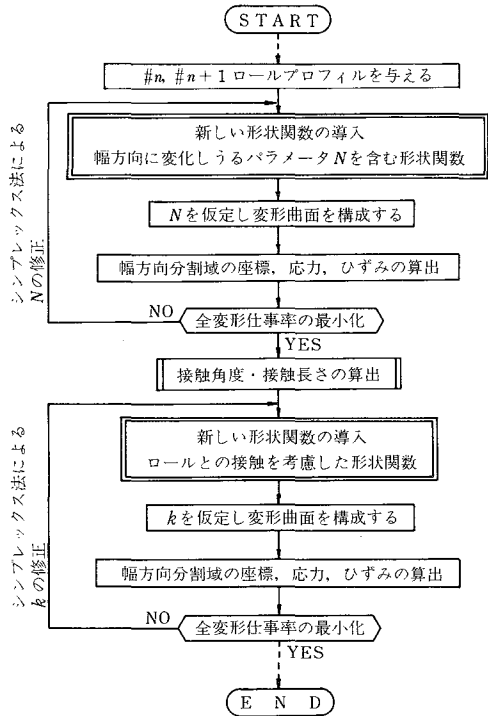 START
#n, #n+1 ロールプロフィルを与える
新しい形状関数の導入
幅方向に変化しうるパラメータNを含む形状関数
Nを仮定し変形曲面を構成する
幅方向分割域の座標，応力，ひずみの算出
シンプレックス法による
Nの修正
NO
全変形仕事率の最小化
YES
接触角度・接触長さの算出
新しい形状関数の導入
ロールとの接触を考慮した形状関数
kを仮定し変形曲面を構成する
幅方向分割域の座標，応力，ひずみの算出
シンプレックス法による
kの修正
NO
全変形仕事率の最小化
YES
END